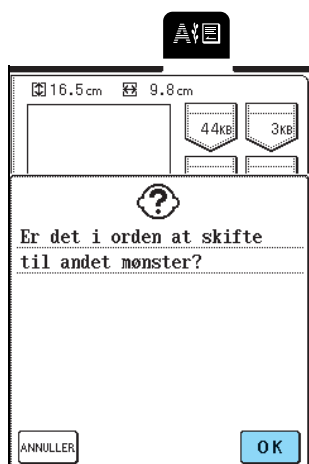 A
16.5cm 9.8cm
44KB 3KB
?
Er det i orden at skifte
til andet mønster?
ANNULLER OK